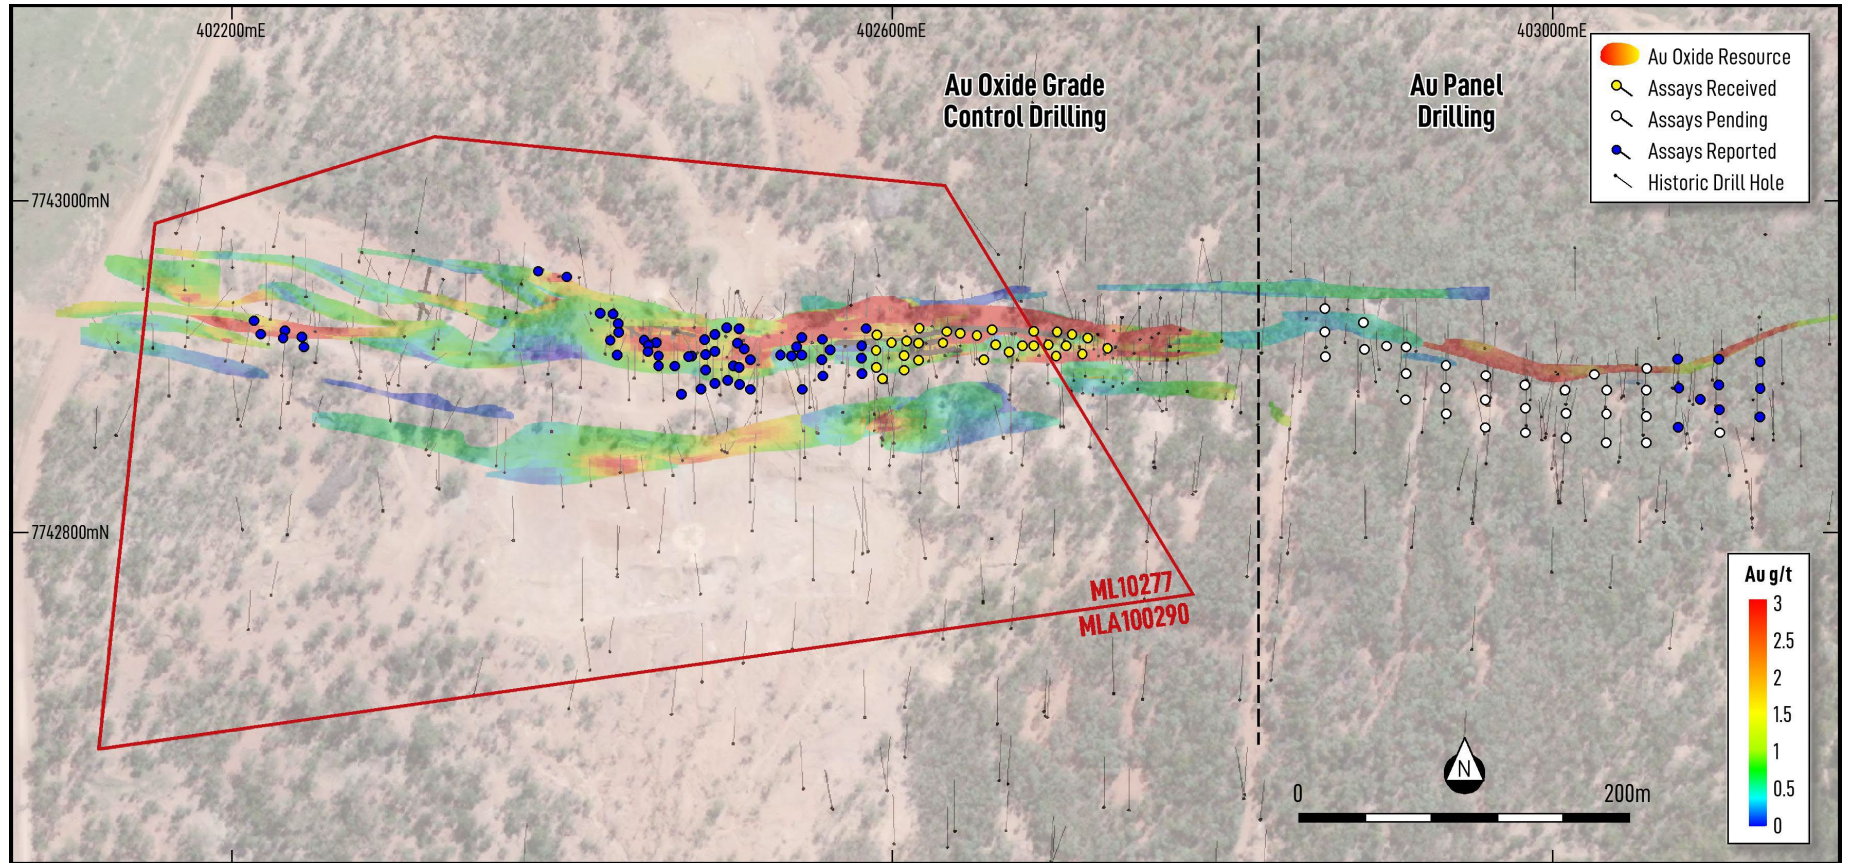 402200mE
402600mE
403000mE
Au Oxide Grade
Control Drilling
Au Panel
Drilling
Au Oxide Resource
Assays Received
Assays Pending
Assays Reported
Historic Drill Hole
7743000mN
7742800mN
ML10277
MLA100290
Au g/t
3
2.5
2
1.5
1
0.5
0
N
0
200m